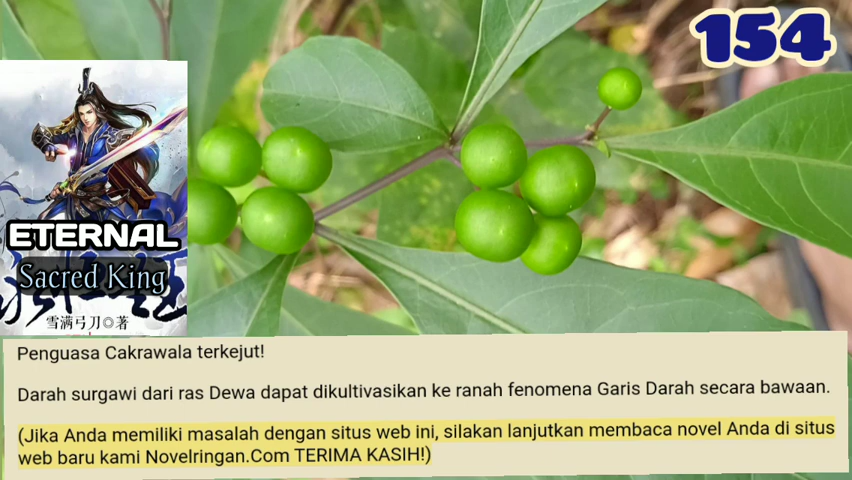 154
ETERNAL
Sacred King
雪满弓刀◎著
Penguasa Cakrawala terkejut!
Darah surgawi dari ras Dewa dapat dikultivasikan ke ranah fenomena Garis Darah secara bawaan.
(Jika Anda memiliki masalah dengan situs web ini, silakan lanjutkan membaca novel Anda di situs
web baru kami Novelringan.Com TERIMA KASIH!)